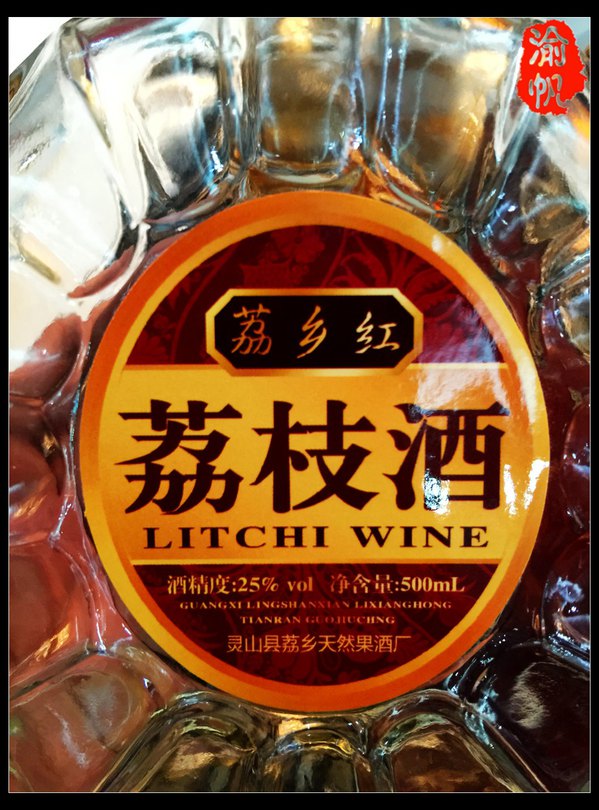 渝
帆
荔乡红
荔枝酒
LITCHI WINE
酒精度:25% vol 净含量:500mL
GUANGXI LINGSHANXIAN LIXIANGHONG
TIANRAN GUOJIUCHNG
灵山县荔乡天然果酒厂